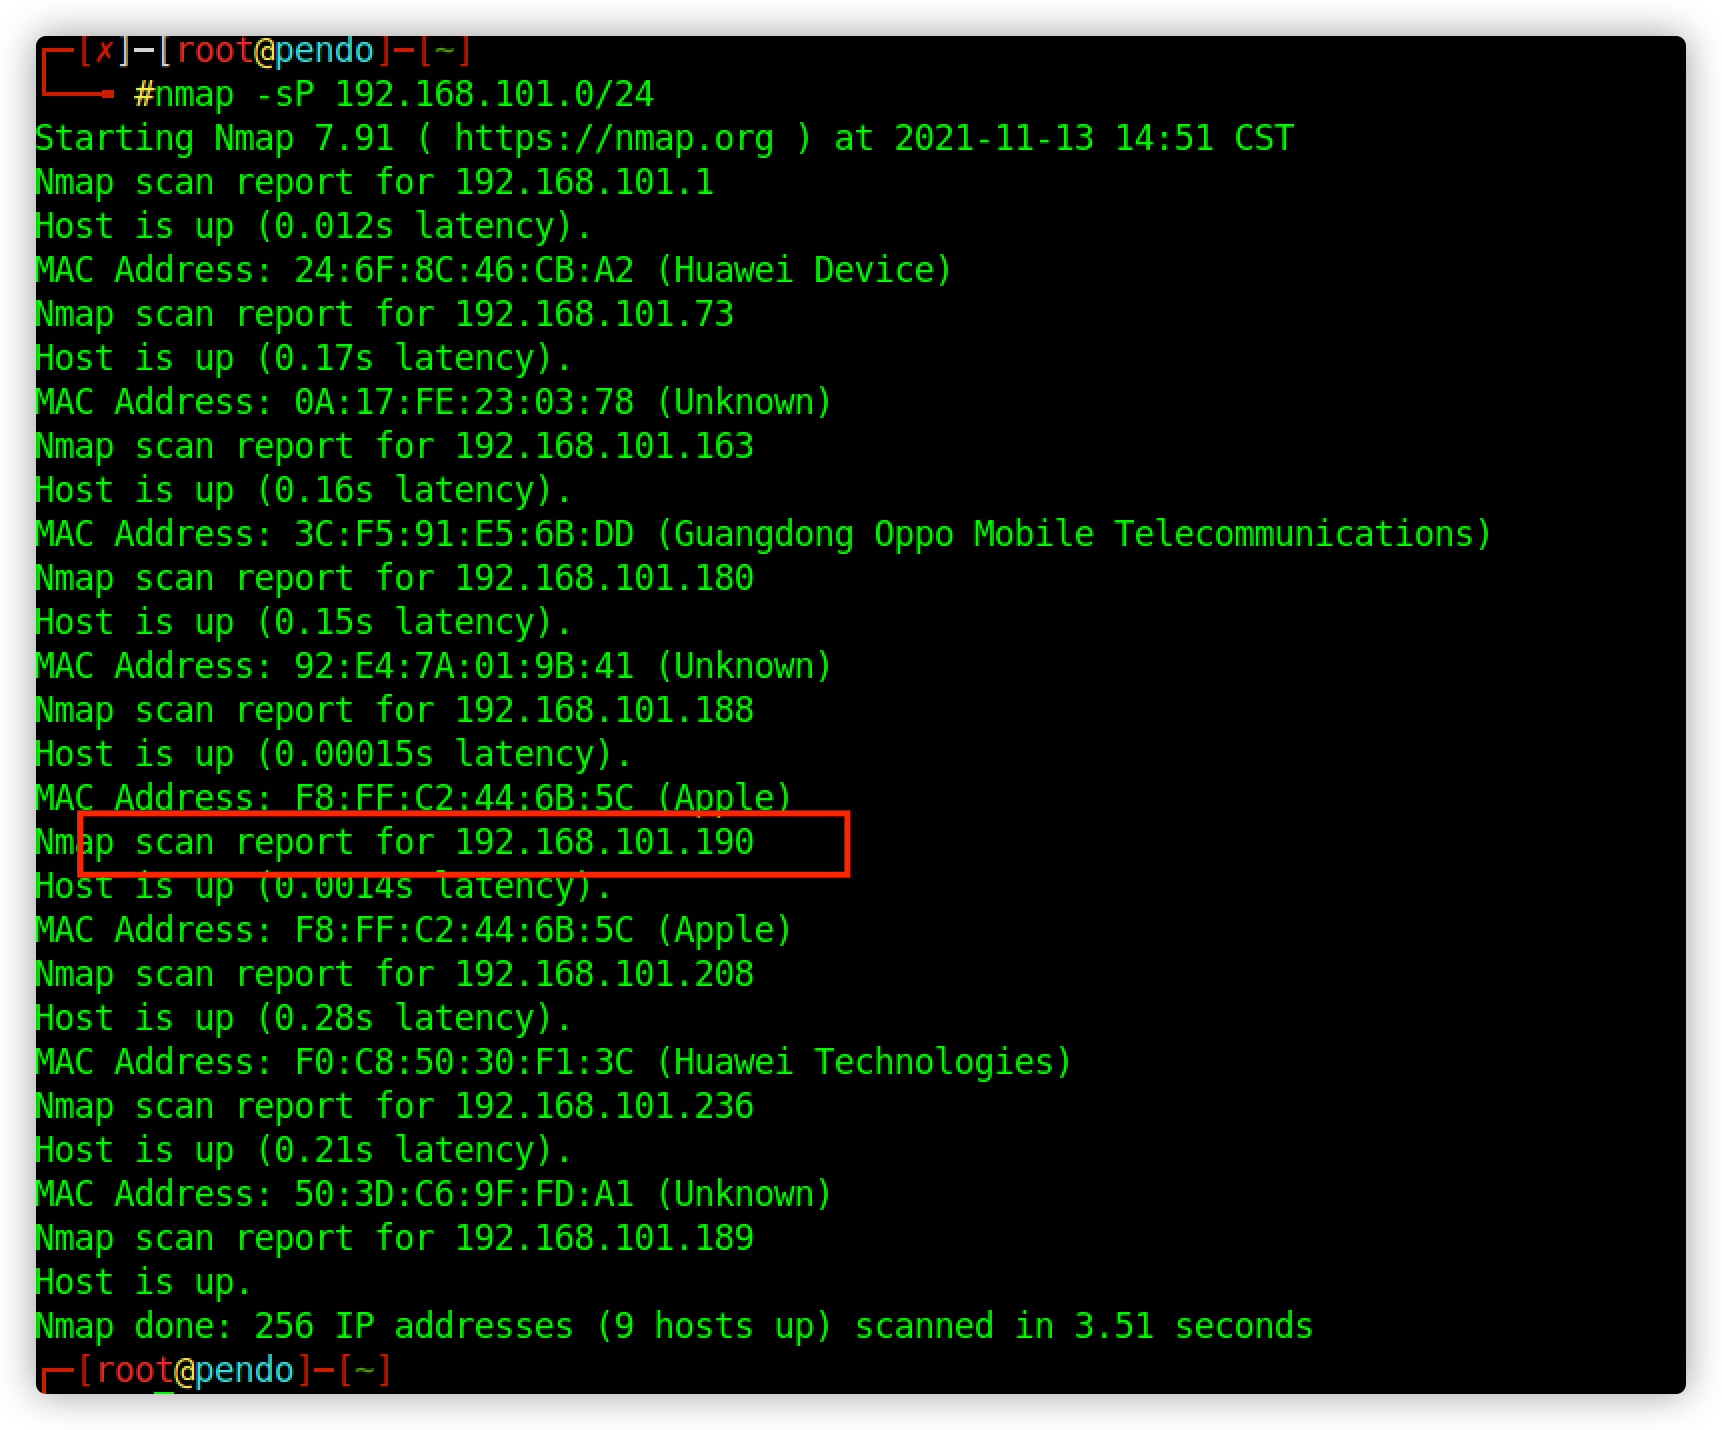 ┌─[✗]─[root@pendo]─[~]
└──╼ #nmap -sP 192.168.101.0/24
Starting Nmap 7.91 ( https://nmap.org ) at 2021-11-13 14:51 CST
Nmap scan report for 192.168.101.1
Host is up (0.012s latency).
MAC Address: 24:6F:8C:46:CB:A2 (Huawei Device)
Nmap scan report for 192.168.101.73
Host is up (0.17s latency).
MAC Address: 0A:17:FE:23:03:78 (Unknown)
Nmap scan report for 192.168.101.163
Host is up (0.16s latency).
MAC Address: 3C:F5:91:E5:6B:DD (Guangdong Oppo Mobile Telecommunications)
Nmap scan report for 192.168.101.180
Host is up (0.15s latency).
MAC Address: 92:E4:7A:01:9B:41 (Unknown)
Nmap scan report for 192.168.101.188
Host is up (0.00015s latency).
MAC Address: F8:FF:C2:44:6B:5C (Apple)
Nmap scan report for 192.168.101.190
Host is up (0.0014s latency).
MAC Address: F8:FF:C2:44:6B:5C (Apple)
Nmap scan report for 192.168.101.208
Host is up (0.28s latency).
MAC Address: F0:C8:50:30:F1:3C (Huawei Technologies)
Nmap scan report for 192.168.101.236
Host is up (0.21s latency).
MAC Address: 50:3D:C6:9F:FD:A1 (Unknown)
Nmap scan report for 192.168.101.189
Host is up.
Nmap done: 256 IP addresses (9 hosts up) scanned in 3.51 seconds
┌─[root@pendo]─[~]